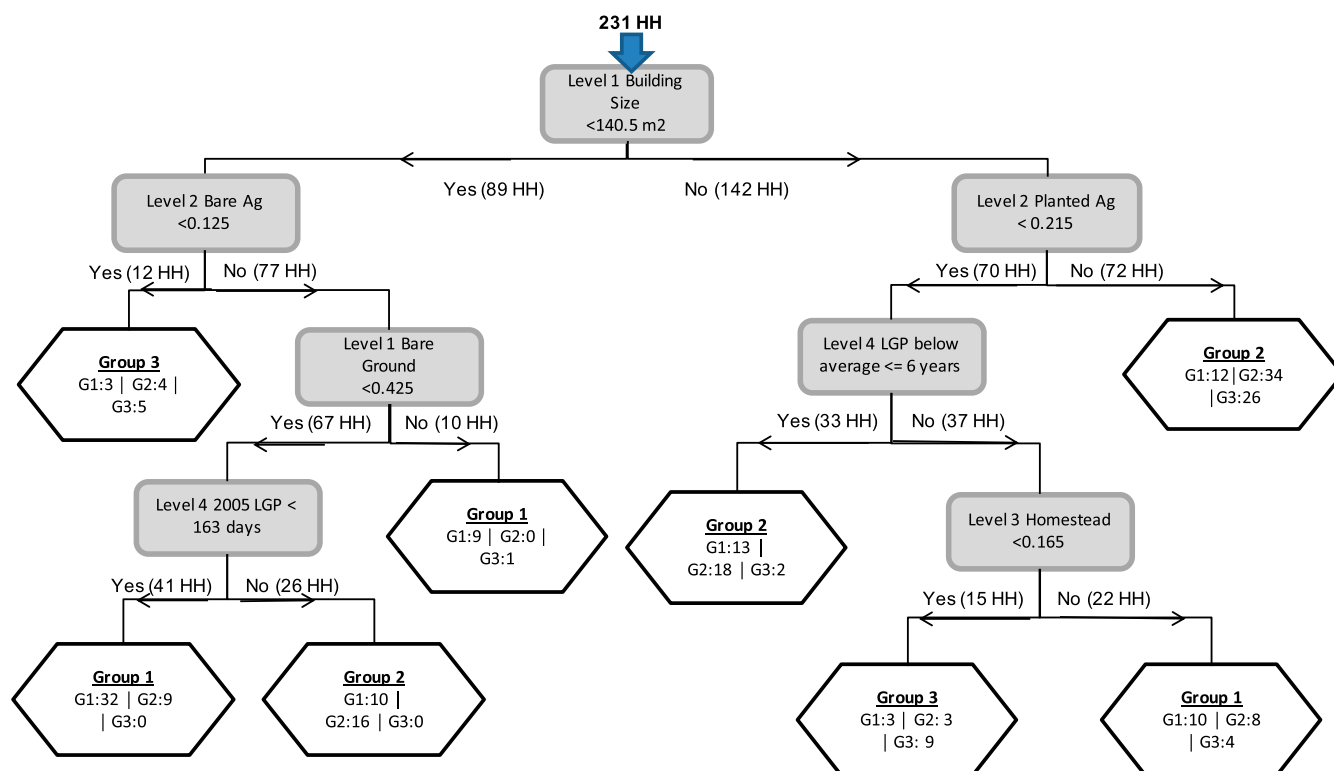 231 HH
Level 1 Building
Size
<140.5 m2
Yes (89 HH)
No (142 HH)
Level 2 Bare Ag
<0.125
Level 2 Planted Ag
< 0.215
Yes (12 HH)
No (77 HH)
Yes (70 HH)
No (72 HH)
Group 3
G1:3 | G2:4 |
G3:5
Level 1 Bare
Ground
<0.425
Level 4 LGP below
average <= 6 years
Group 2
G1:12|G2:34
|G3:26
Yes (67 HH)
No (10 HH)
Yes (33 HH)
No (37 HH)
Level 4 2005 LGP <
163 days
Group 1
G1:9 | G2:0 |
G3:1
Group 2
G1:13 |
G2:18 | G3:2
Level 3 Homestead
<0.165
Yes (41 HH)
No (26 HH)
Yes (15 HH)
No (22 HH)
Group 1
G1:32 | G2:9
| G3:0
Group 2
G1:10 |
G2:16 | G3:0
Group 3
G1:3 | G2: 3
| G3: 9
Group 1
G1:10 | G2:8
| G3:4